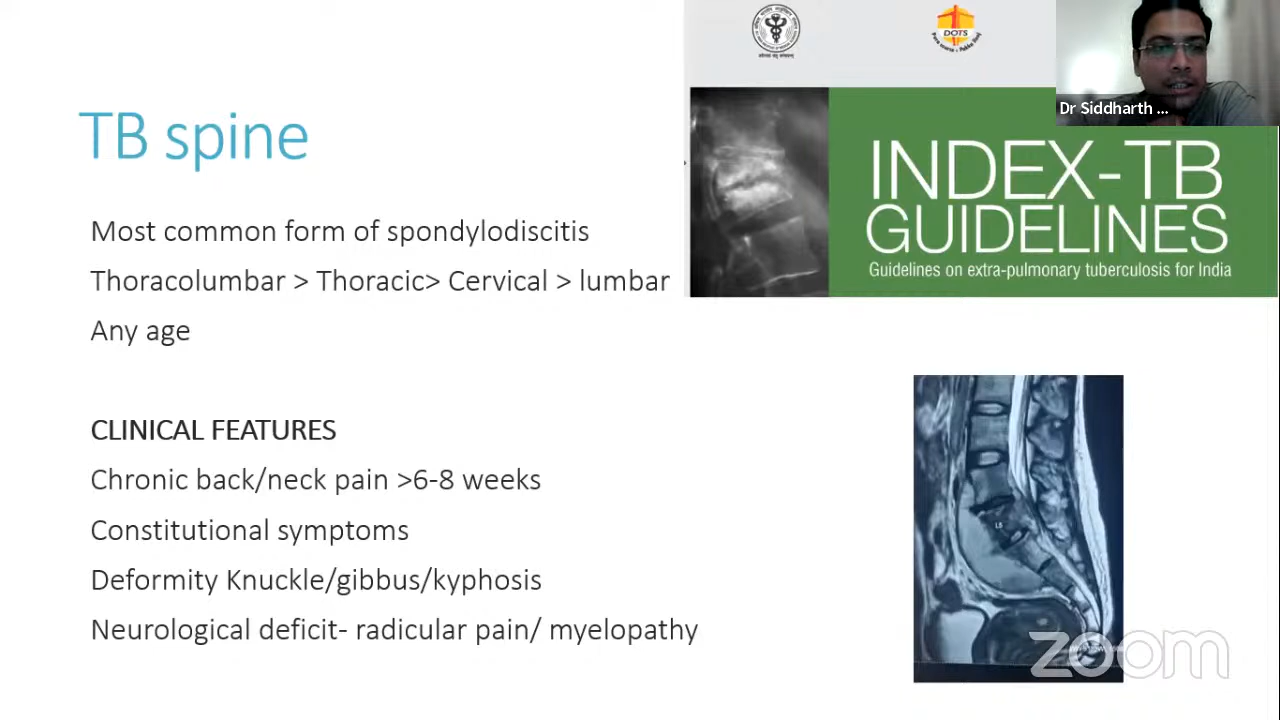 TB spine
Most common form of spondylodiscitis
Thoracolumbar > Thoracic> Cervical > lumbar
Any age
CLINICAL FEATURES
Chronic back/neck pain >6-8 weeks
Constitutional symptoms
Deformity Knuckle/gibbus/kyphosis
Neurological deficit- radicular pain/ myelopathy
DOTS
INDEX-TB
GUIDELINES
Guidelines on extra-pulmonary tuberculosis for India
Dr Siddharth ...
L5
zoom